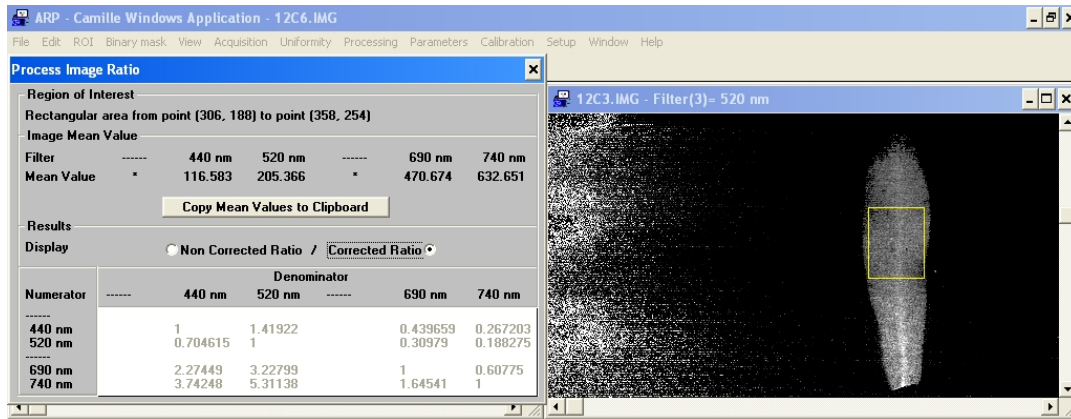 ARP - Camille Windows Application - 12C6.IMG
File Edit ROI Binary mask View Acquisition Uniformity Processing Parameters Calibration Setup Window Help
Process Image Ratio
Region of Interest
Rectangular area from point (306, 188) to point (358, 254)
Image Mean Value
Filter ------ 440 nm 520 nm ------ 690 nm 740 nm
Mean Value * 116.583 205.366 * 470.674 632.651
Copy Mean Values to Clipboard
Results
Display Non Corrected Ratio / Corrected Ratio
Denominator
Numerator ------ 440 nm 520 nm ------ 690 nm 740 nm
------
440 nm 1 1.41922 0.439659 0.267203
520 nm 0.704615 1 0.30979 0.188275
------
690 nm 2.27449 3.22799 1 0.60775
740 nm 3.74248 5.31138 1.64541 1
12C3.IMG - Filter(3)= 520 nm